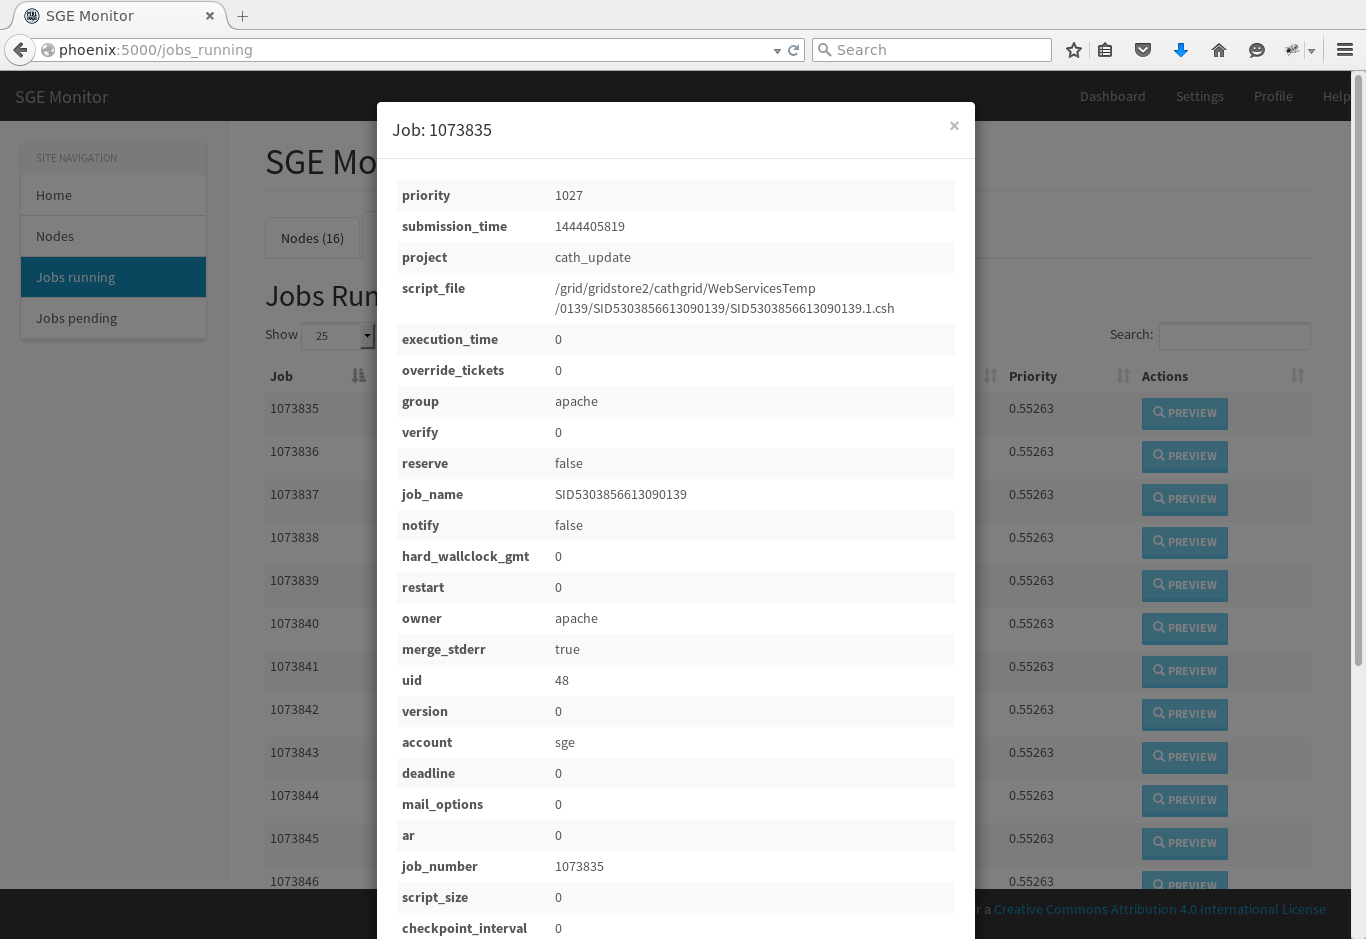 SGE Monitor
phoenix:5000/jobs_running
Search
SGE Monitor
Dashboard
Settings
Profile
Help
SITE NAVIGATION
Home
Nodes
Jobs running
Jobs pending
SGE Mo
Nodes (16)
Jobs Run
Show 25
Search:
Job
Priority
Actions
1073835 0.55263 PREVIEW
1073836 0.55263 PREVIEW
1073837 0.55263 PREVIEW
1073838 0.55263 PREVIEW
1073839 0.55263 PREVIEW
1073840 0.55263 PREVIEW
1073841 0.55263 PREVIEW
1073842 0.55263 PREVIEW
1073843 0.55263 PREVIEW
1073844 0.55263 PREVIEW
1073845 0.55263 PREVIEW
1073846 0.55263 PREVIEW
Job: 1073835
×
priority 1027
submission_time 1444405819
project cath_update
script_file /grid/gridstore2/cathgrid/WebServicesTemp
/0139/SID5303856613090139/SID5303856613090139.1.csh
execution_time 0
override_tickets 0
group apache
verify 0
reserve false
job_name SID5303856613090139
notify false
hard_wallclock_gmt 0
restart 0
owner apache
merge_stderr true
uid 48
version 0
account sge
deadline 0
mail_options 0
ar 0
job_number 1073835
script_size 0
checkpoint_interval 0
r a Creative Commons Attribution 4.0 International License